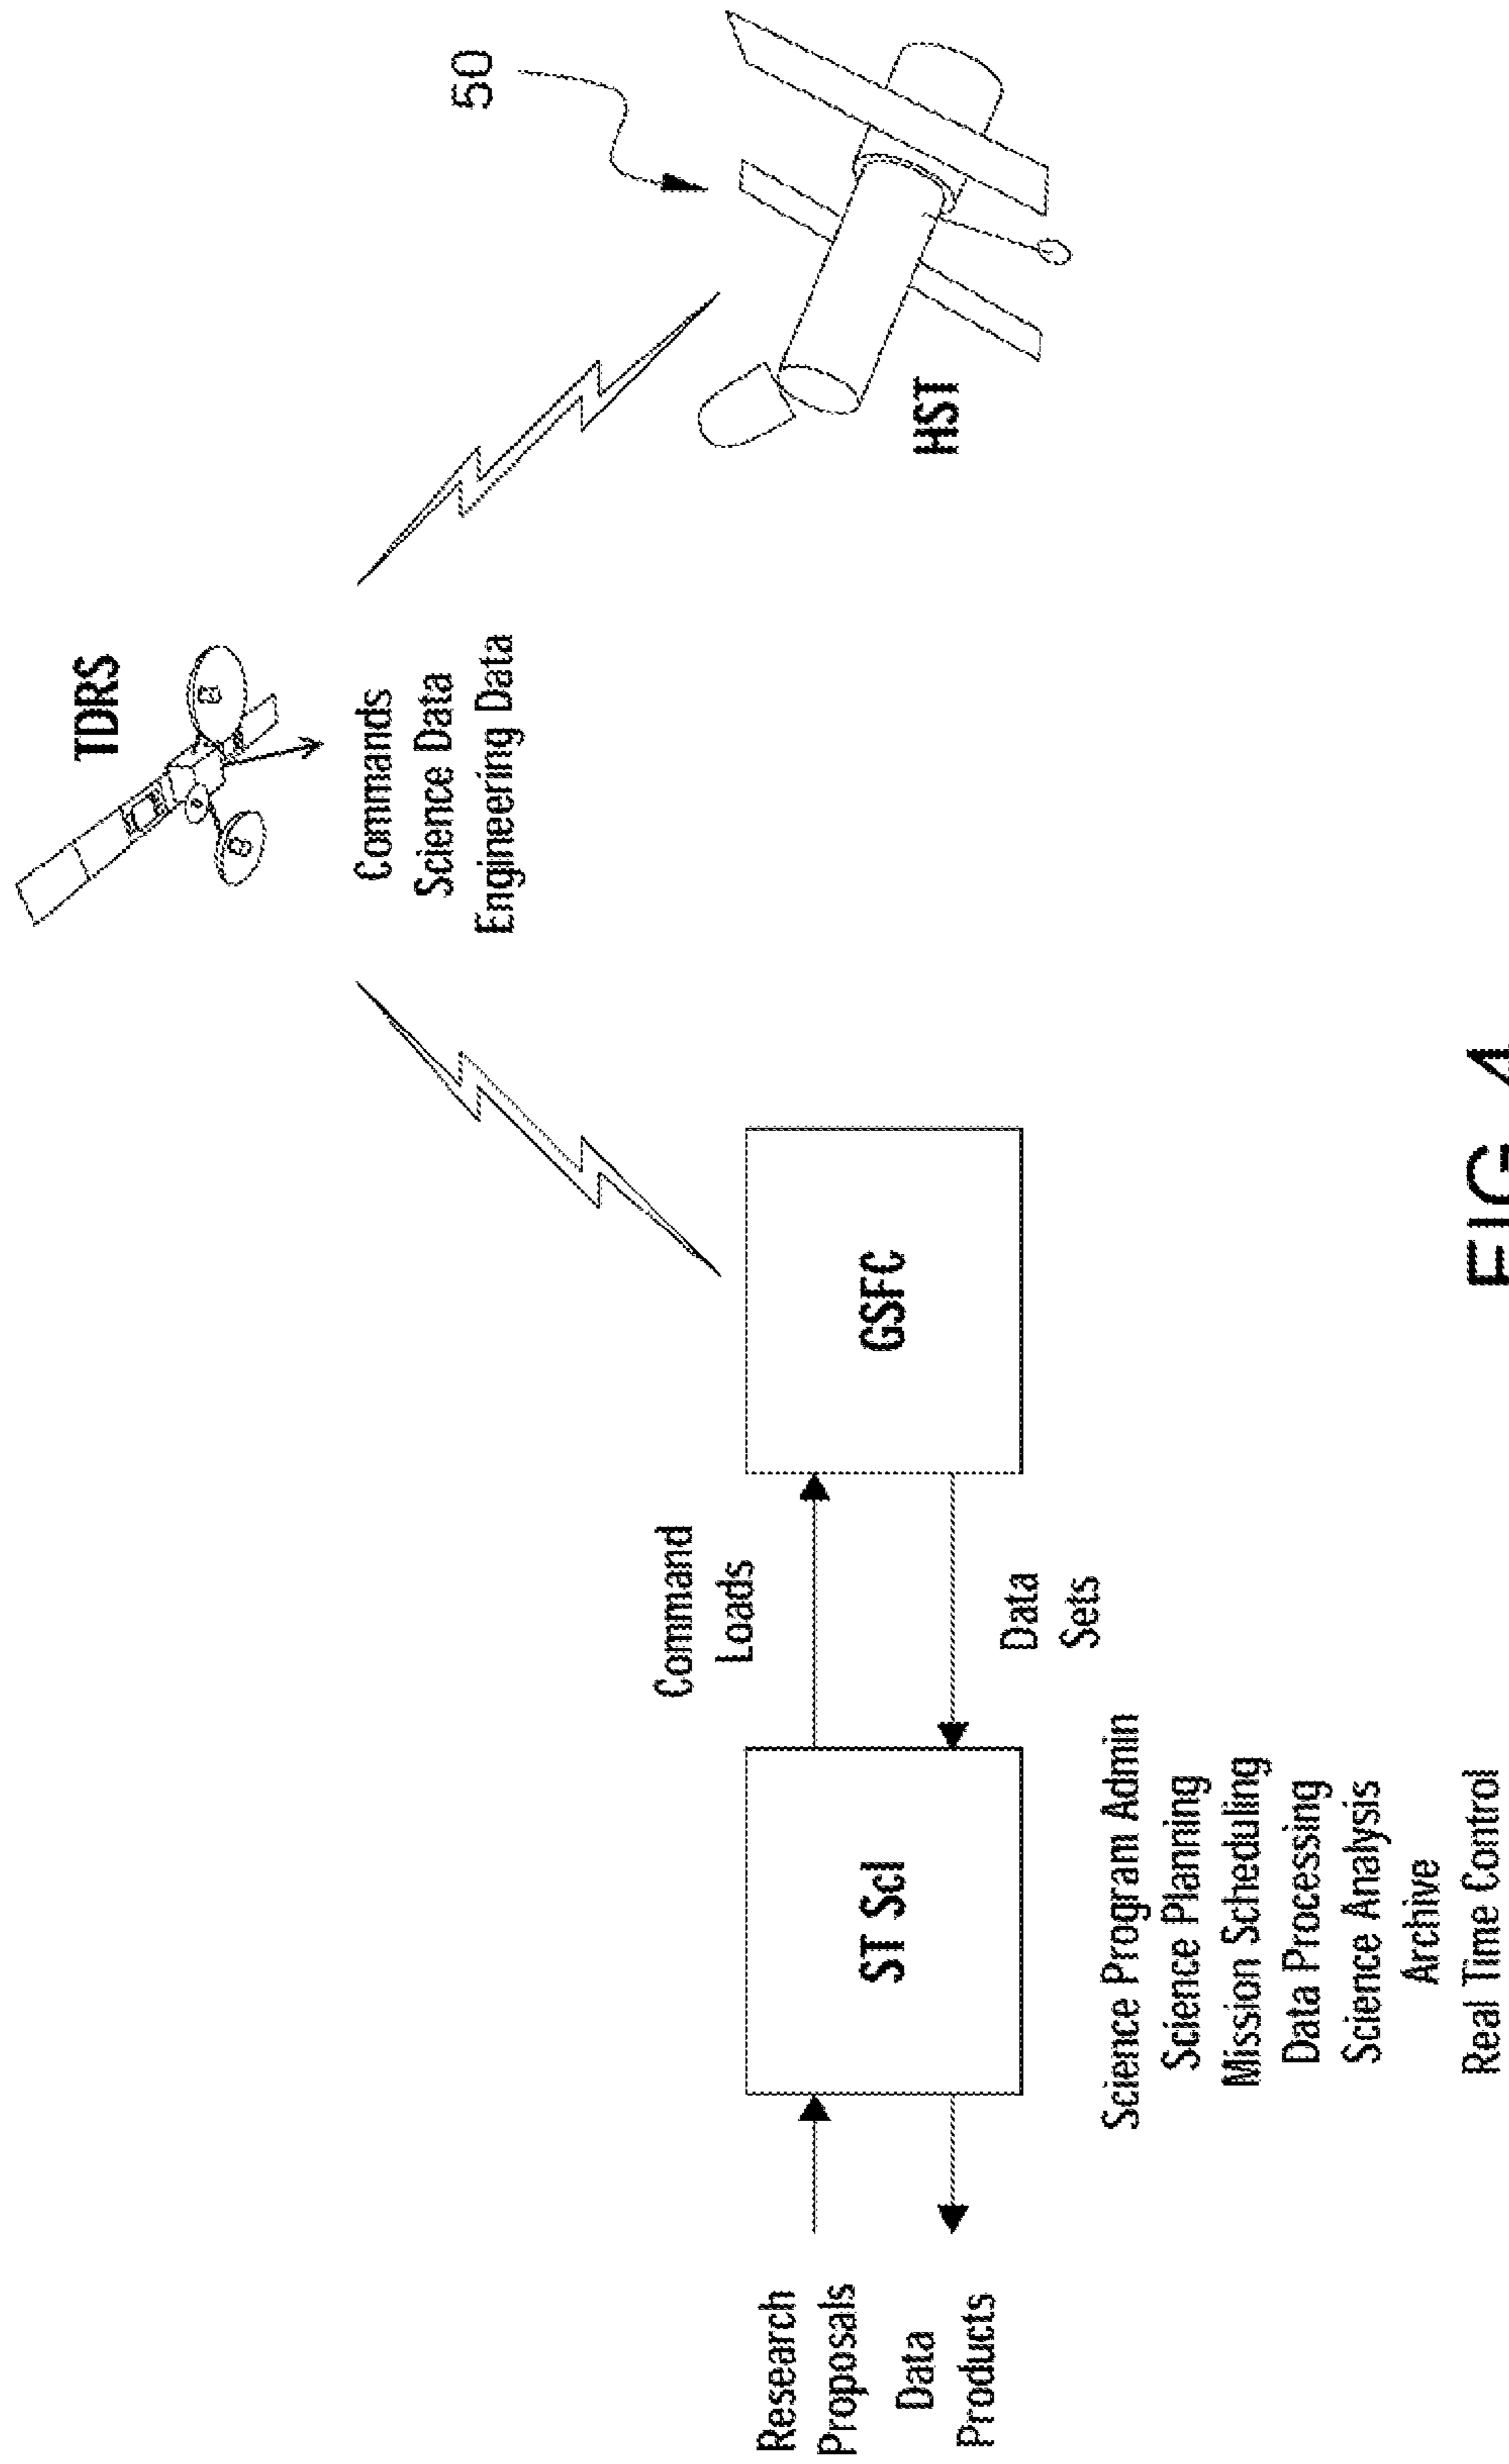 TDRS
50
Commands
Science Data
Engineering Data
HST
Command
Loads
GSFC
ST ScI
Research
Proposals
Data
Products
Data
Sets
Science Program Admin
Science Planning
Mission Scheduling
Data Processing
Science Analysis
Archive
Real Time Control
FIG. 4